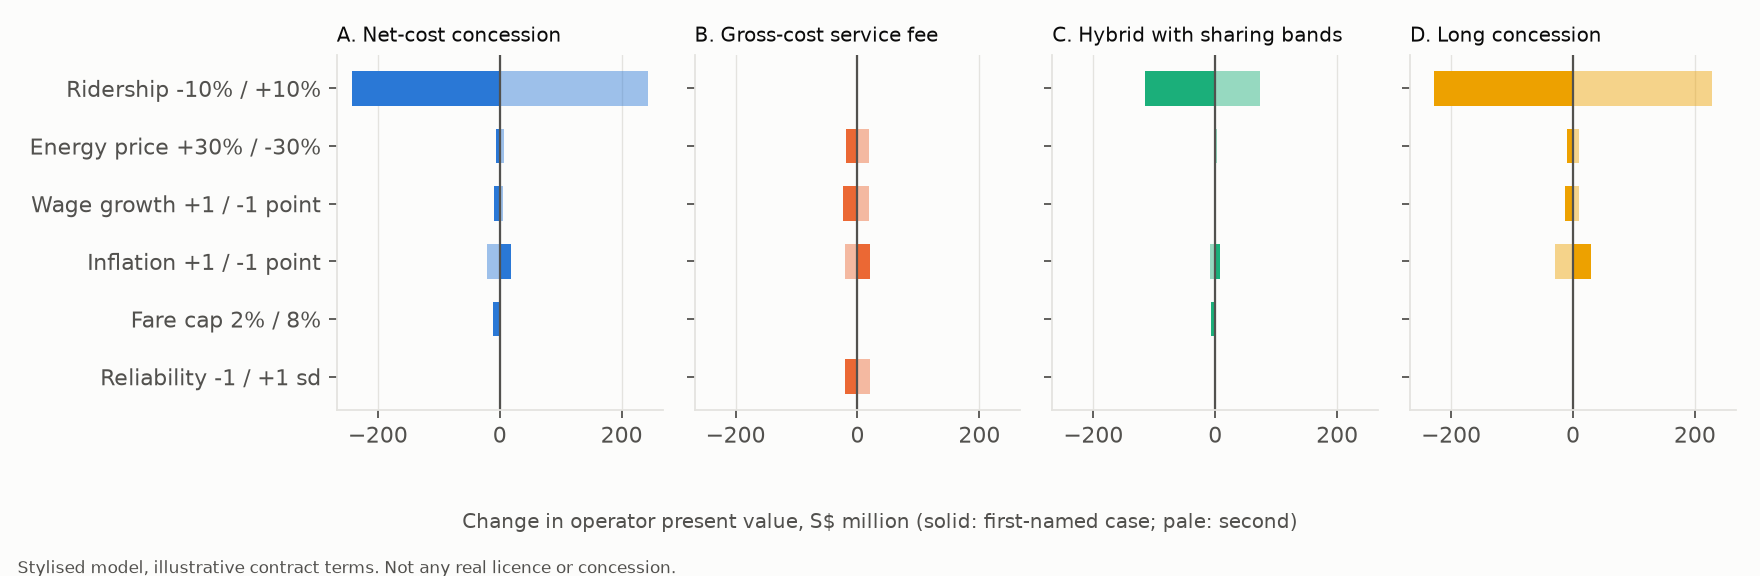 A. Net-cost concession
B. Gross-cost service fee
C. Hybrid with sharing bands
D. Long concession
Ridership -10% / +10%
Energy price +30% / -30%
Wage growth +1 / -1 point
Inflation +1 / -1 point
Fare cap 2% / 8%
Reliability -1 / +1 sd
−200 0 200
−200 0 200
−200 0 200
−200 0 200
Change in operator present value, S$ million (solid: first-named case; pale: second)
Stylised model, illustrative contract terms. Not any real licence or concession.